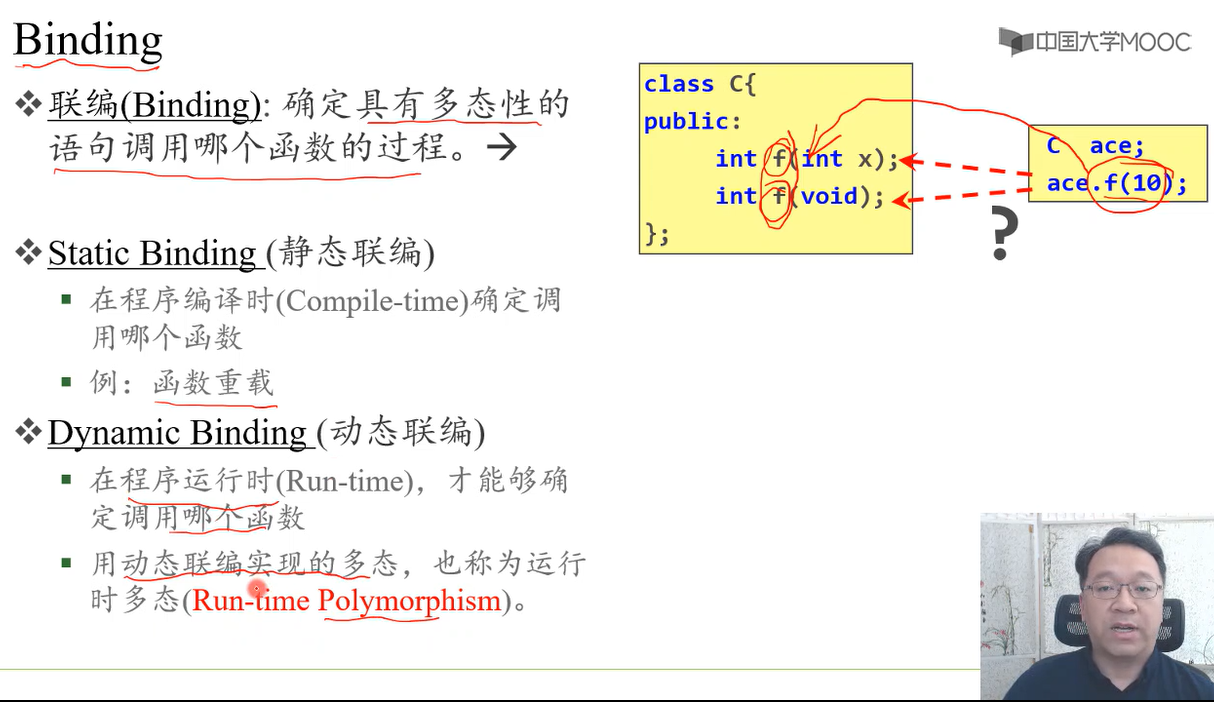 Binding
中国大学MOOC
❖联编(Binding): 确定具有多态性的
语句调用哪个函数的过程。→
❖Static Binding (静态联编)
▪ 在程序编译时(Compile-time)确定调
用哪个函数
▪ 例：函数重载
❖Dynamic Binding (动态联编)
▪ 在程序运行时(Run-time)，才能够确
定调用哪个函数
▪ 用动态联编实现的多态，也称为运行
时多态(Run-time Polymorphism)。
class C{
public:
int f(int x);
int f(void);
};
C ace;
ace.f(10);
?